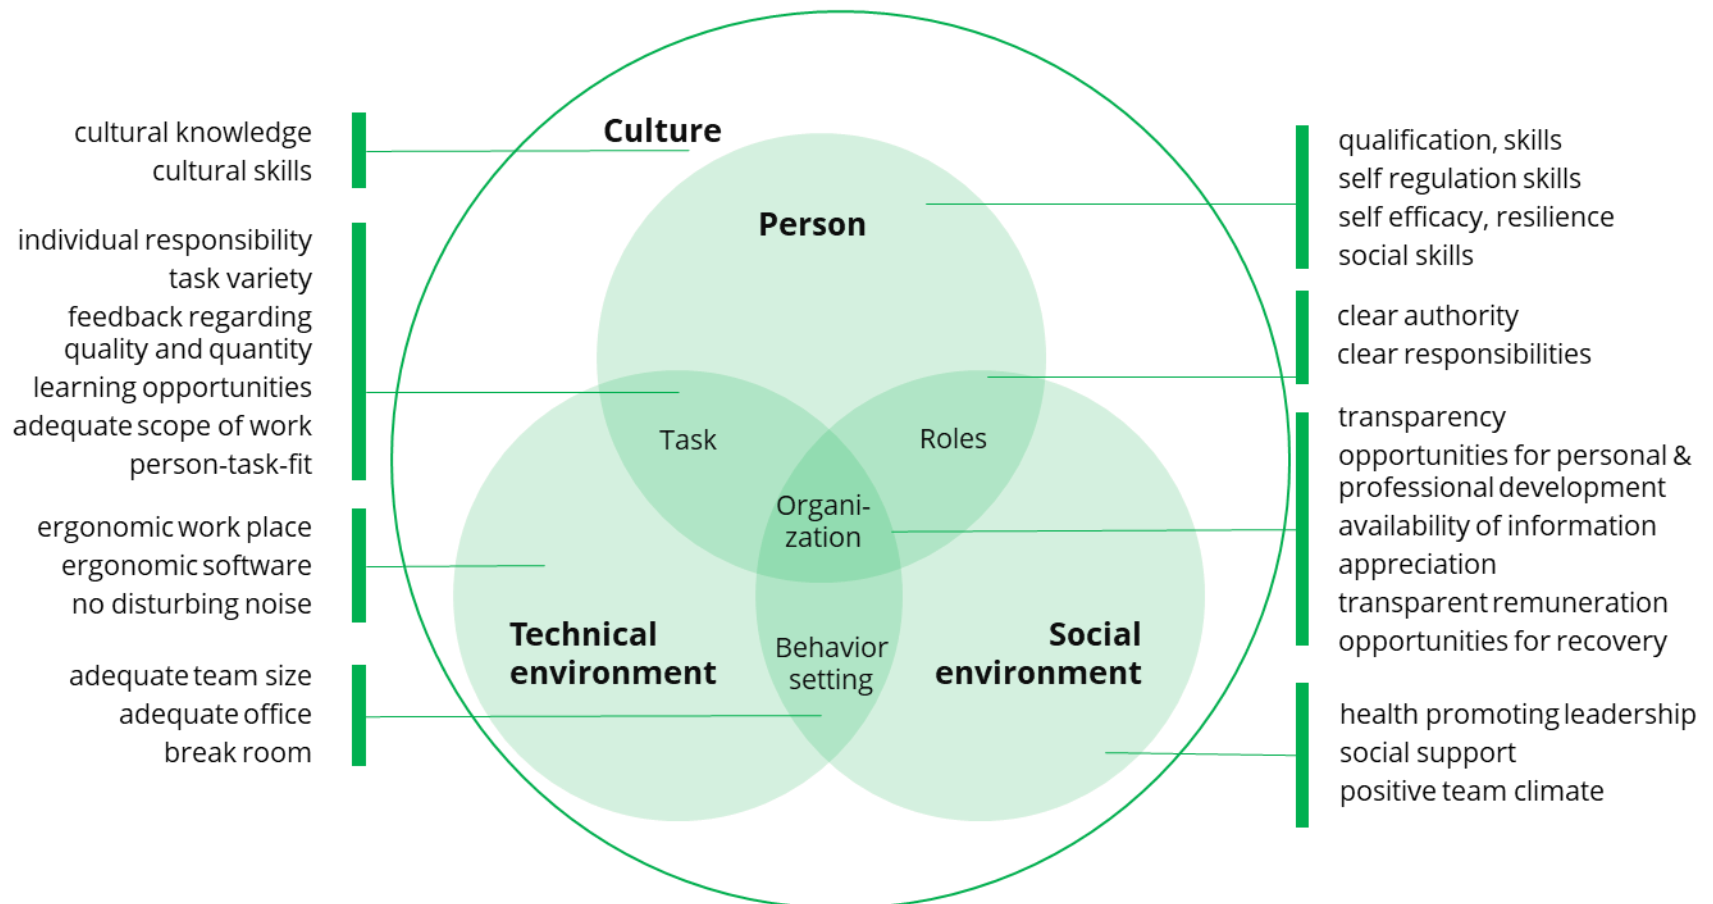 cultural knowledge
cultural skills
individual responsibility
task variety
feedback regarding
quality and quantity
learning opportunities
adequate scope of work
person-task-fit
ergonomic work place
ergonomic software
no disturbing noise
adequate team size
adequate office
break room
Culture
Person
Task
Roles
Organi-
zation
Technical
environment
Behavior
setting
Social
environment
qualification, skills
self regulation skills
self efficacy, resilience
social skills
clear authority
clear responsibilities
transparency
opportunities for personal &
professional development
availability of information
appreciation
transparent remuneration
opportunities for recovery
health promoting leadership
social support
positive team climate